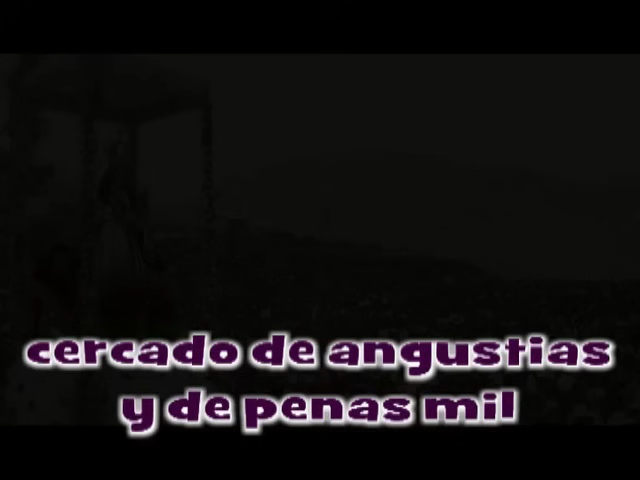 cercado de angustias
y de penas mil